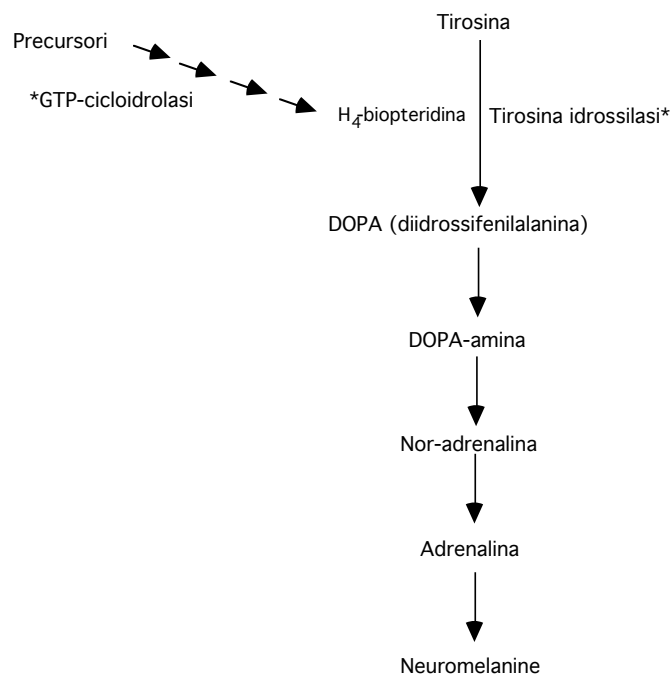 Tirosina
Precursori
*GTP-cicloidrolasi
H4-biopteridina
Tirosina idrossilasi*
DOPA (diidrossifenilalanina)
DOPA-amina
Nor-adrenalina
Adrenalina
Neuromelanine